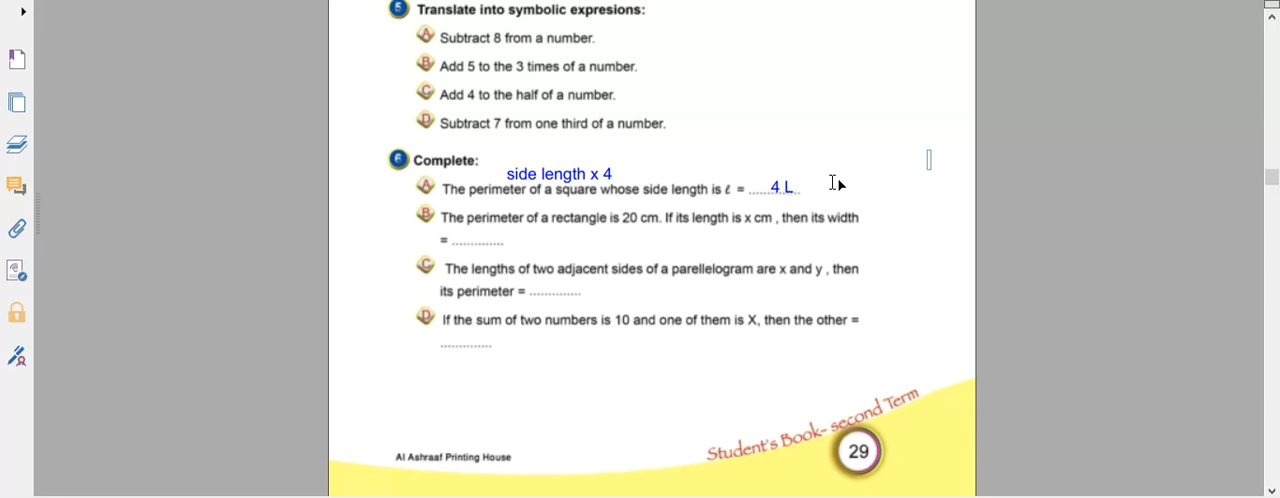 5 Translate into symbolic expresions:
A Subtract 8 from a number.
B Add 5 to the 3 times of a number.
C Add 4 to the half of a number.
D Subtract 7 from one third of a number.
6 Complete:
side length x 4
A The perimeter of a square whose side length is ℓ = ........4 L..
B The perimeter of a rectangle is 20 cm. If its length is x cm , then its width
= ..............
C The lengths of two adjacent sides of a parellelogram are x and y , then
its perimeter = ..............
D If the sum of two numbers is 10 and one of them is X, then the other =
..............
Student's Book- second Term
Al Ashraaf Printing House
29